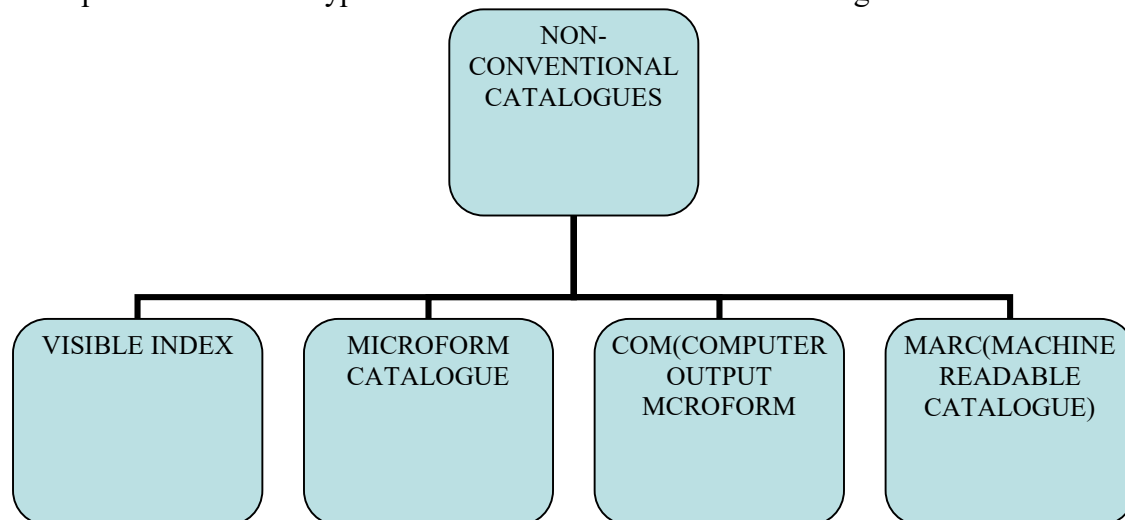 NON-
CONVENTIONAL
CATALOGUES
VISIBLE INDEX
MICROFORM
CATALOGUE
COM(COMPUTER
OUTPUT
MCROFORM
MARC(MACHINE
READABLE
CATALOGUE)